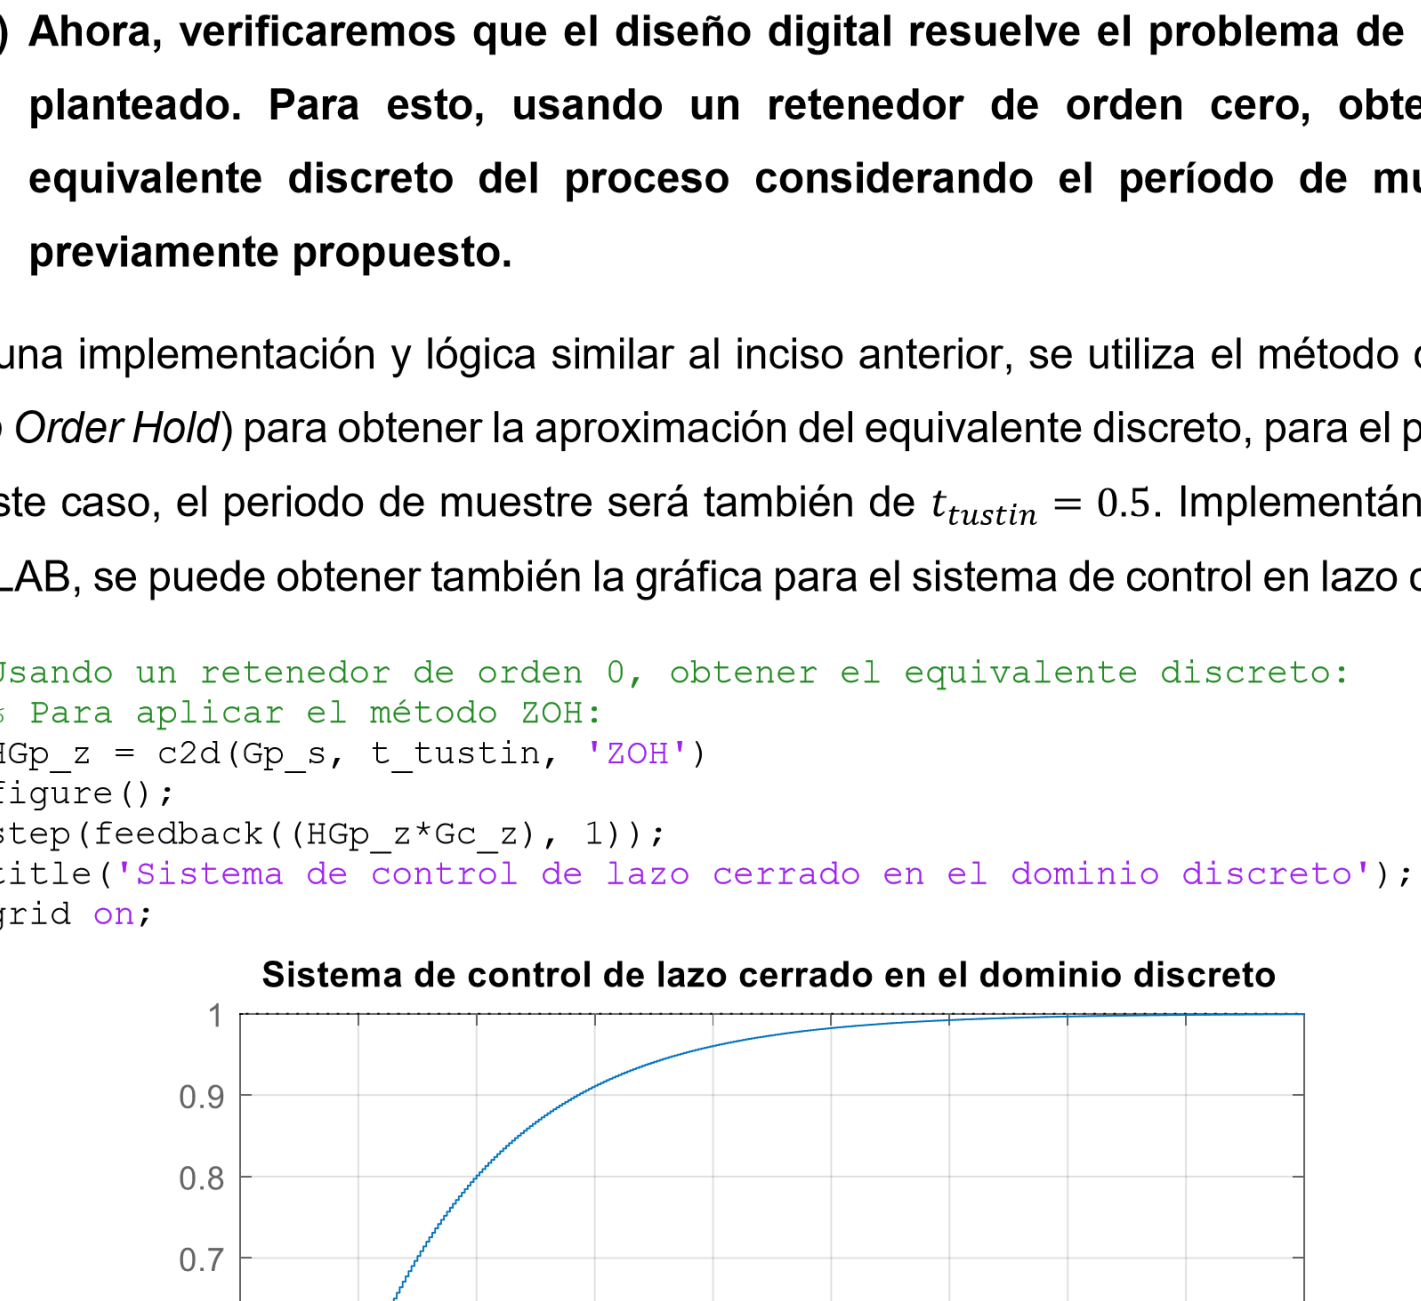 ) Ahora, verificaremos que el diseño digital resuelve el problema de
planteado. Para esto, usando un retenedor de orden cero, obte
equivalente discreto del proceso considerando el período de mu
previamente propuesto.
una implementación y lógica similar al inciso anterior, se utiliza el método
Order Hold) para obtener la aproximación del equivalente discreto, para el p
ste caso, el periodo de muestre será también de t_tustin = 0.5. Implementán
LAB, se puede obtener también la gráfica para el sistema de control en lazo
Usando un retenedor de orden 0, obtener el equivalente discreto:
% Para aplicar el método ZOH:
HGp_z = c2d(Gp_s, t_tustin, 'ZOH')
figure();
step(feedback((HGp_z*Gc_z), 1));
title('Sistema de control de lazo cerrado en el dominio discreto');
grid on;
Sistema de control de lazo cerrado en el dominio discreto
1
0.9
0.8
0.7